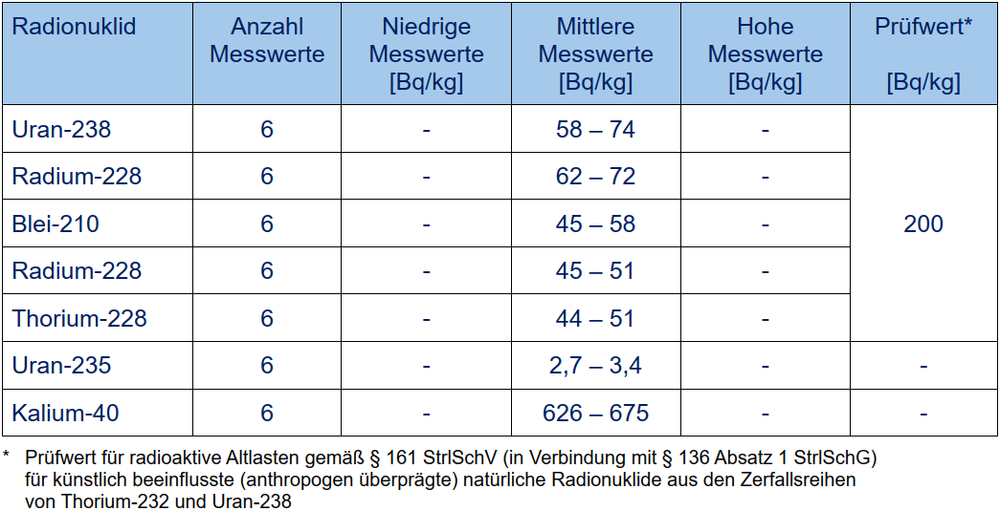 Radionuklid Anzahl Niedrige Mittlere Hohe Prüfwert*
Messwerte Messwerte Messwerte Messwerte
[Bq/kg] [Bq/kg] [Bq/kg] [Bq/kg]
Uran-238 6 - 58 – 74 -
Radium-228 6 - 62 – 72 -
Blei-210 6 - 45 – 58 - 200
Radium-228 6 - 45 – 51 -
Thorium-228 6 - 44 – 51 -
Uran-235 6 - 2,7 – 3,4 - -
Kalium-40 6 - 626 – 675 - -
* Prüfwert für radioaktive Altlasten gemäß § 161 StrlSchV (in Verbindung mit § 136 Absatz 1 StrlSchG)
für künstlich beeinflusste (anthropogen überprägte) natürliche Radionuklide aus den Zerfallsreihen
von Thorium-232 und Uran-238